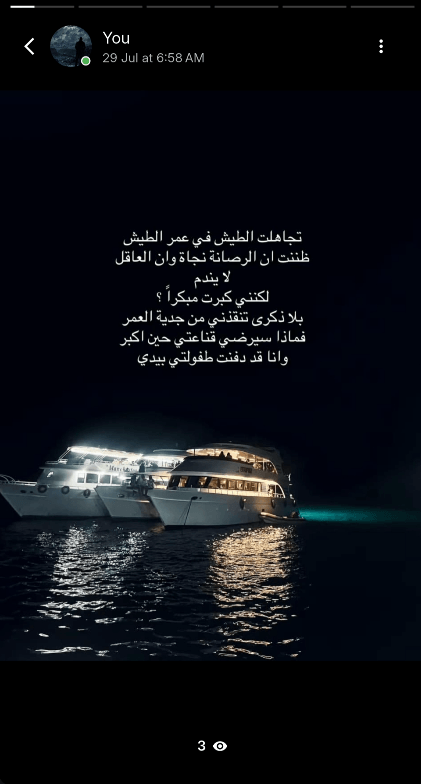 You
29 Jul at 6:58 AM
تجاهلت الطيش في عمر الطيش
ظننت ان الرصانة نجاة وان العاقل
لا يندم
لكنني كبرت مبكراً ؟
بلا ذكرى تنقذني من جدية العمر
فماذا سيرضي قناعتي حين اكبر
وانا قد دفنت طفولتي بيدي
3